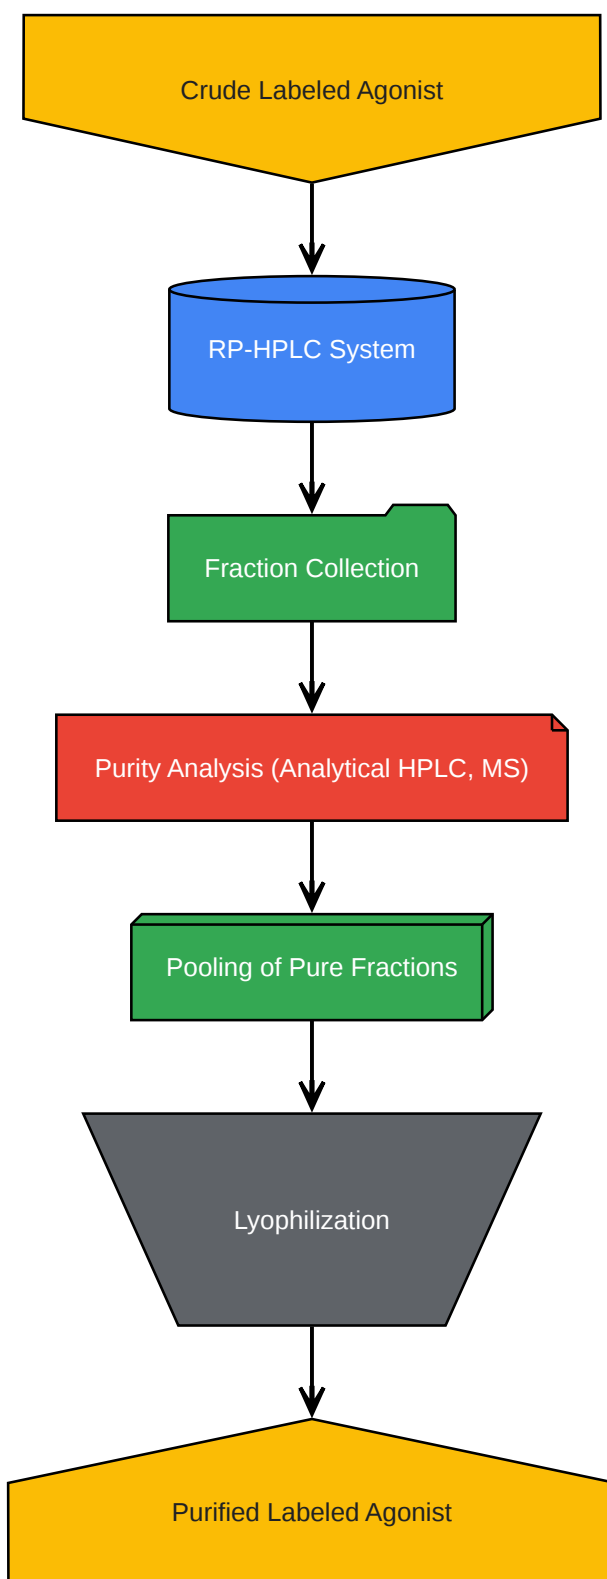 Crude Labeled Agonist
RP-HPLC System
Fraction Collection
Purity Analysis (Analytical HPLC, MS)
Pooling of Pure Fractions
Lyophilization
Purified Labeled Agonist